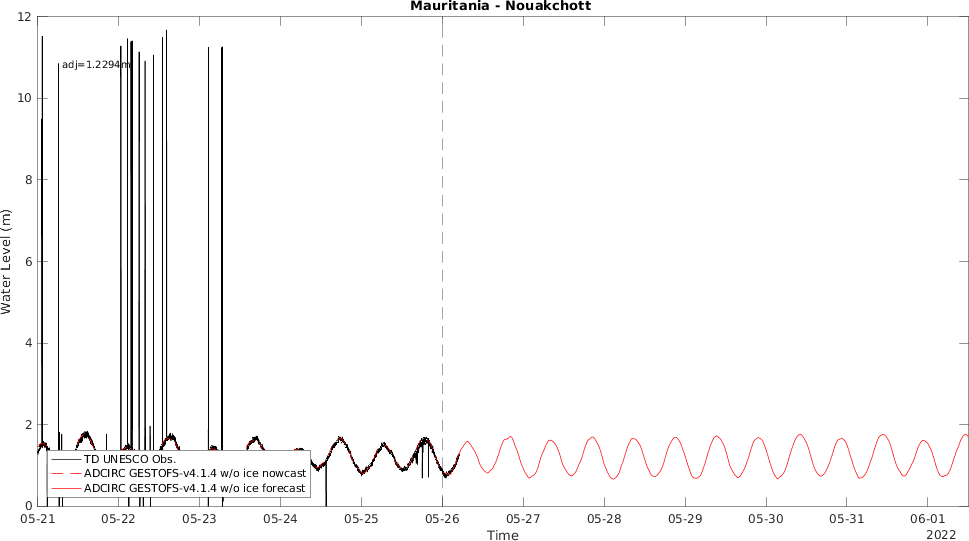 Mauritania - Nouakchott
12
10
8
6
4
2
0
Water Level (m)
adj=1.2294m
TD UNESCO Obs.
ADCIRC GESTOFS-v4.1.4 w/o ice nowcast
ADCIRC GESTOFS-v4.1.4 w/o ice forecast
05-21 05-22 05-23 05-24 05-25 05-26 05-27 05-28 05-29 05-30 05-31 06-01
2022
Time